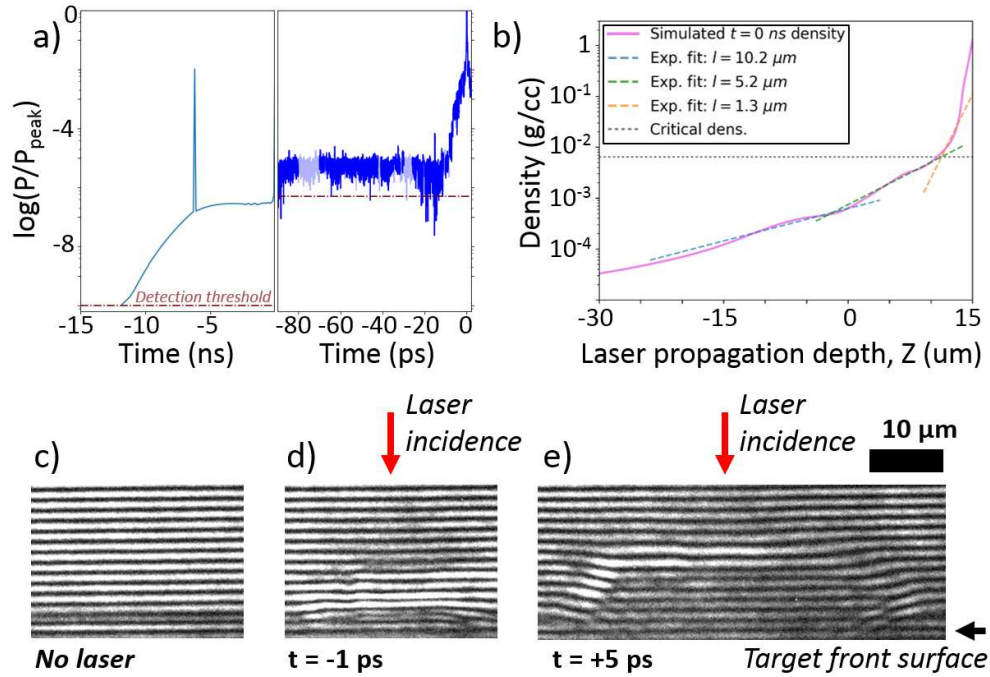 a)
log(P/P_peak)
0
-4
-8
Detection threshold
-15
-10
-5
-80
-60
-40
-20
0
Time (ns)
Time (ps)
b)
Density (g/cc)
1
10^-1
10^-2
10^-3
10^-4
Simulated t = 0 ns density
Exp. fit: l = 10.2 μm
Exp. fit: l = 5.2 μm
Exp. fit: l = 1.3 μm
Critical dens.
-30
-15
0
15
Laser propagation depth, Z (um)
c)
No laser
d)
Laser
incidence
t = -1 ps
e)
Laser
incidence
10 μm
t = +5 ps
Target front surface